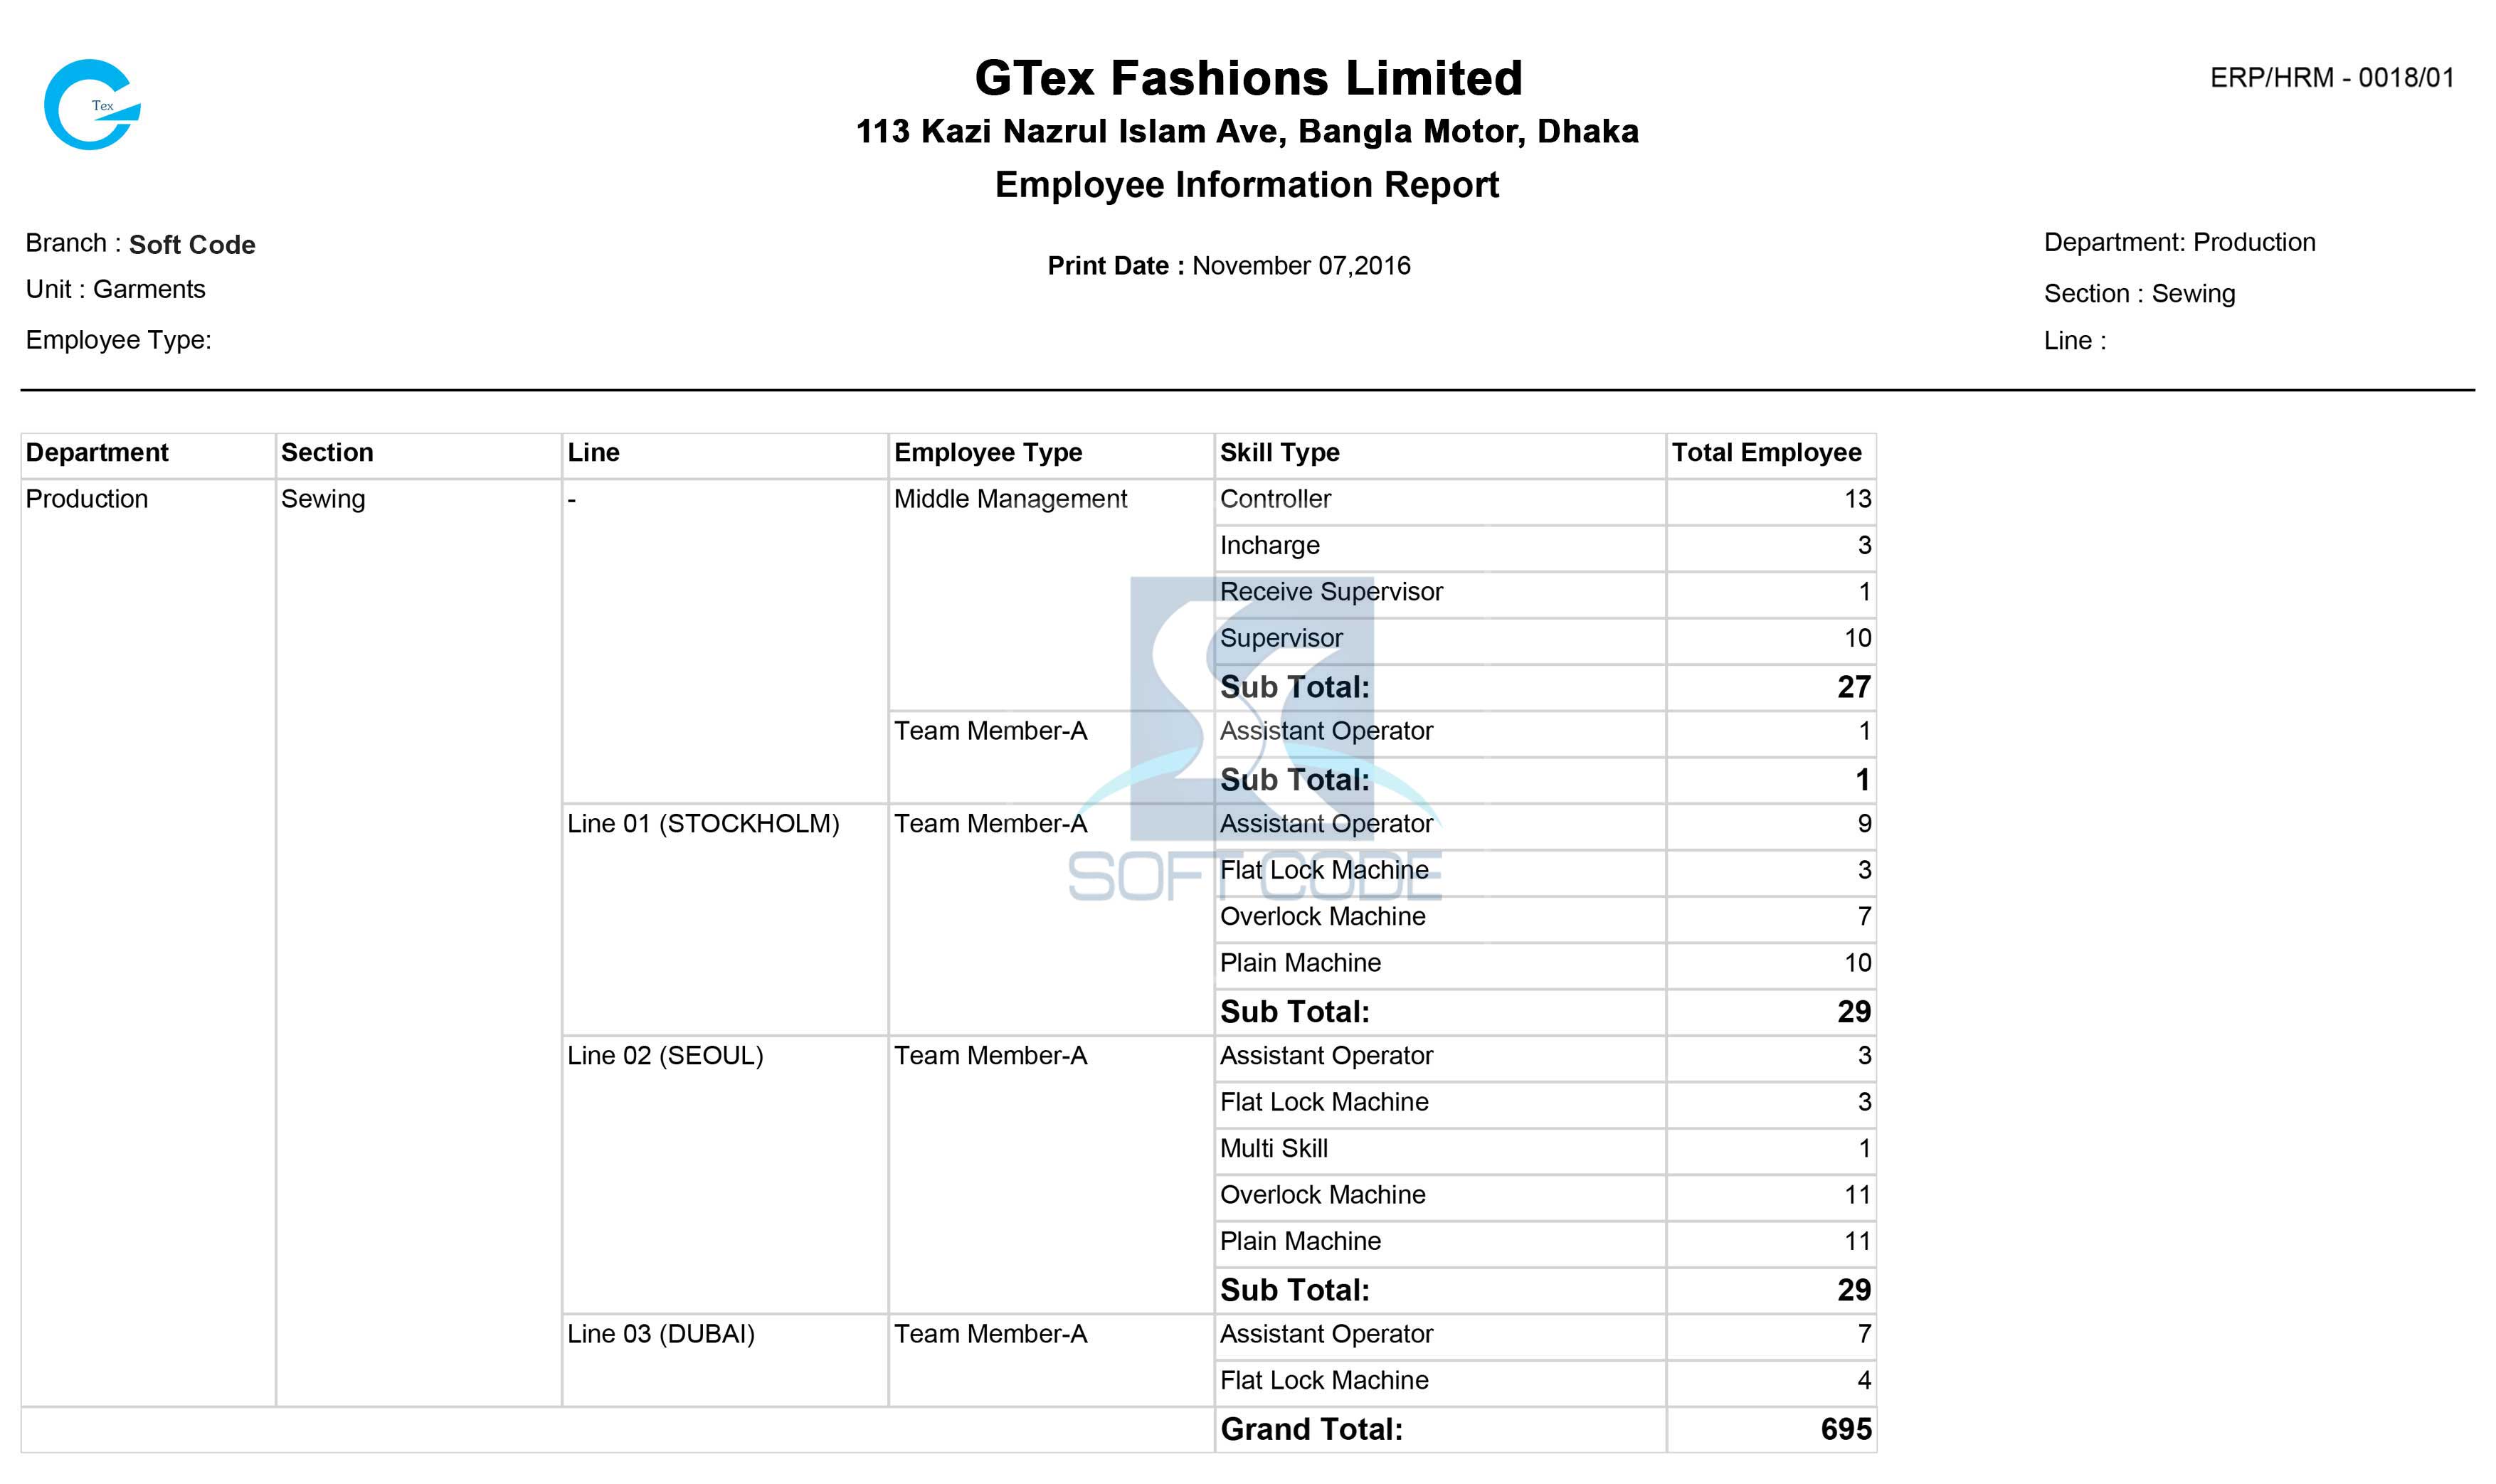 Tex
GTex Fashions Limited
ERP/HRM - 0018/01
113 Kazi Nazrul Islam Ave, Bangla Motor, Dhaka
Employee Information Report
Branch : Soft Code
Department: Production
Print Date : November 07,2016
Unit : Garments
Section : Sewing
Employee Type:
Line :
Department Section Line Employee Type Skill Type Total Employee
Production Sewing - Middle Management Controller 13
Incharge 3
Receive Supervisor 1
Supervisor 10
Sub Total: 27
Team Member-A Assistant Operator 1
Sub Total: 1
Line 01 (STOCKHOLM) Team Member-A Assistant Operator 9
Flat Lock Machine 3
SOFTCODE
Overlock Machine 7
Plain Machine 10
Sub Total: 29
Line 02 (SEOUL) Team Member-A Assistant Operator 3
Flat Lock Machine 3
Multi Skill 1
Overlock Machine 11
Plain Machine 11
Sub Total: 29
Line 03 (DUBAI) Team Member-A Assistant Operator 7
Flat Lock Machine 4
Grand Total: 695